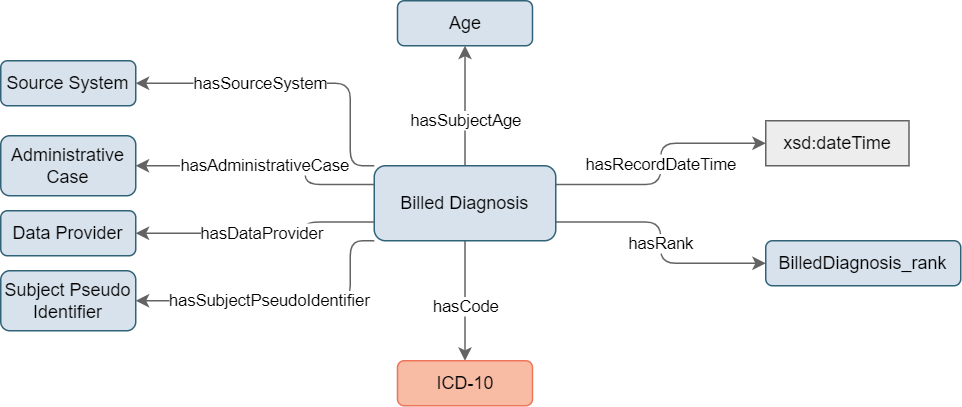 Age
Source System
hasSourceSystem
hasSubjectAge
xsd:dateTime
Administrative
Case
hasAdministrativeCase
hasRecordDateTime
Billed Diagnosis
Data Provider
hasDataProvider
hasRank
BilledDiagnosis_rank
Subject Pseudo
Identifier
hasSubjectPseudoIdentifier
hasCode
ICD-10